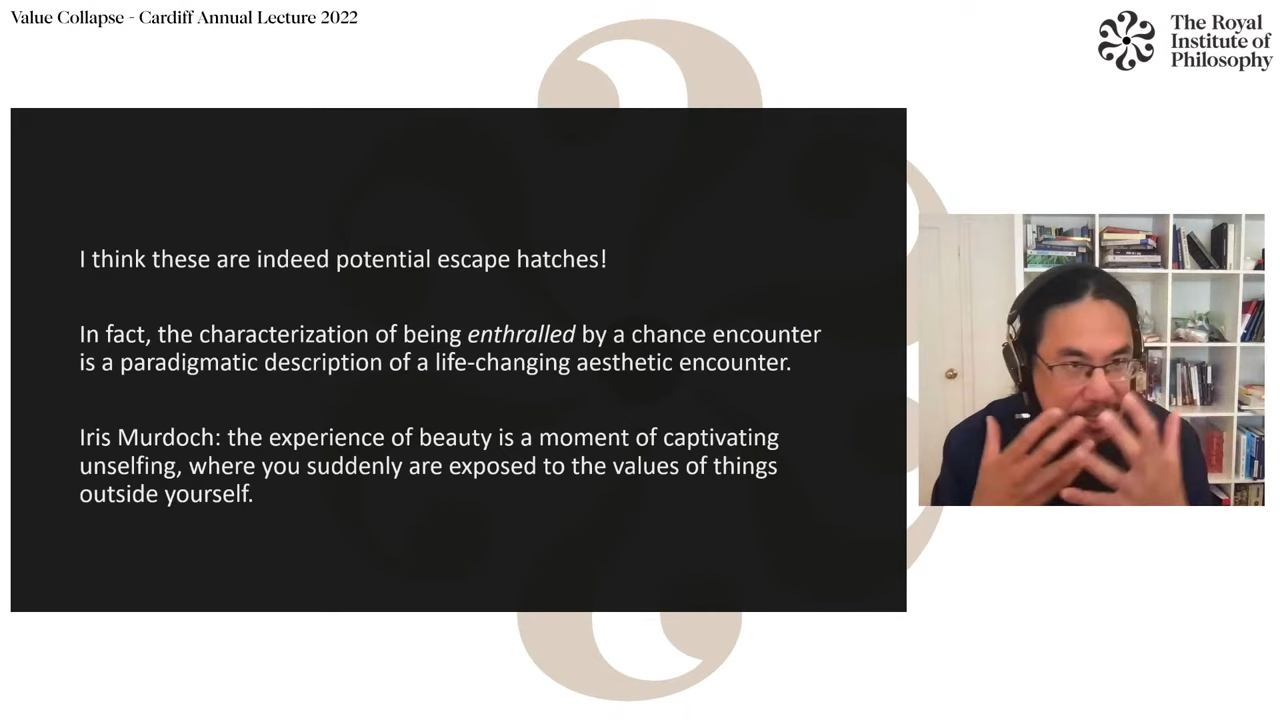 Value Collapse - Cardiff Annual Lecture 2022
The Royal
Institute of
Philosophy
I think these are indeed potential escape hatches!
In fact, the characterization of being enthralled by a chance encounter
is a paradigmatic description of a life-changing aesthetic encounter.
Iris Murdoch: the experience of beauty is a moment of captivating
unselfing, where you suddenly are exposed to the values of things
outside yourself.